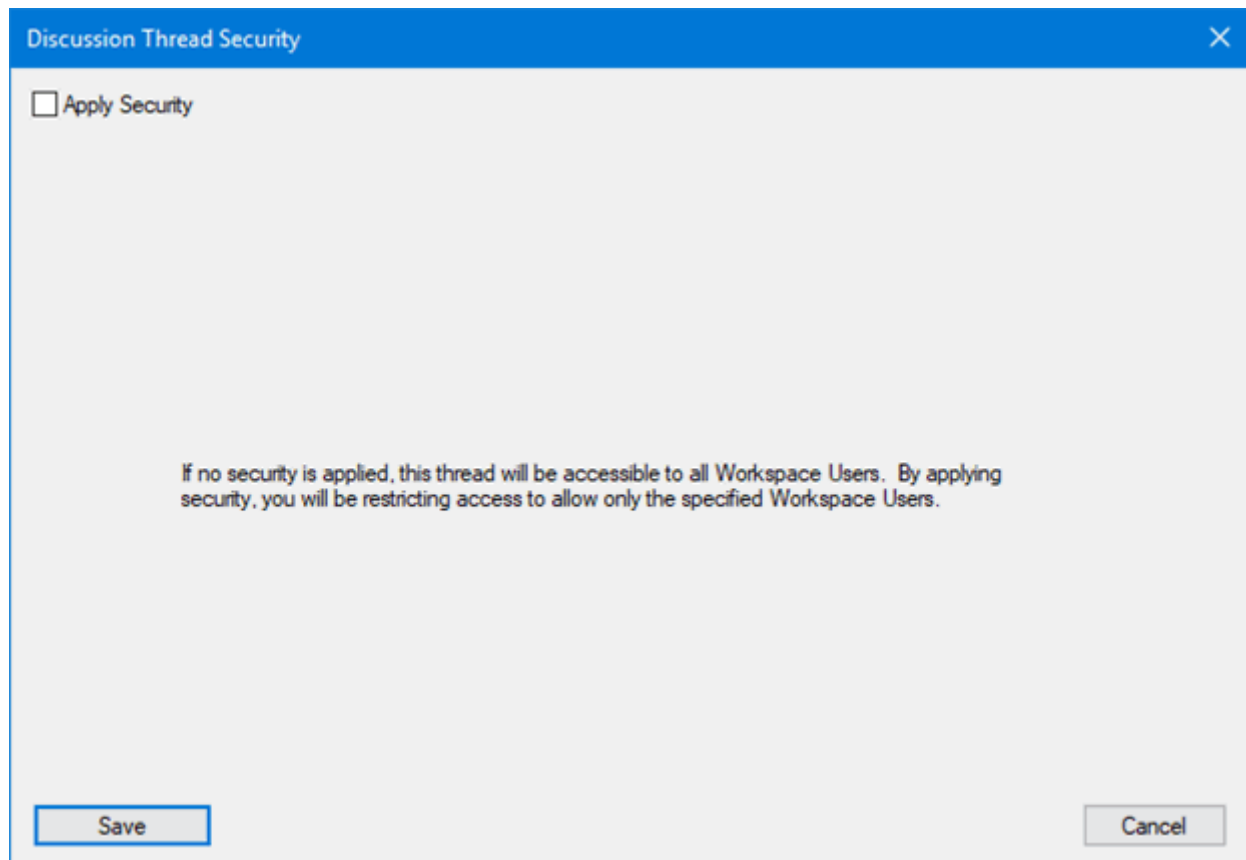 Discussion Thread Security
Apply Security
If no security is applied, this thread will be accessible to all Workspace Users.  By applying
security, you will be restricting access to allow only the specified Workspace Users.
Save
Cancel